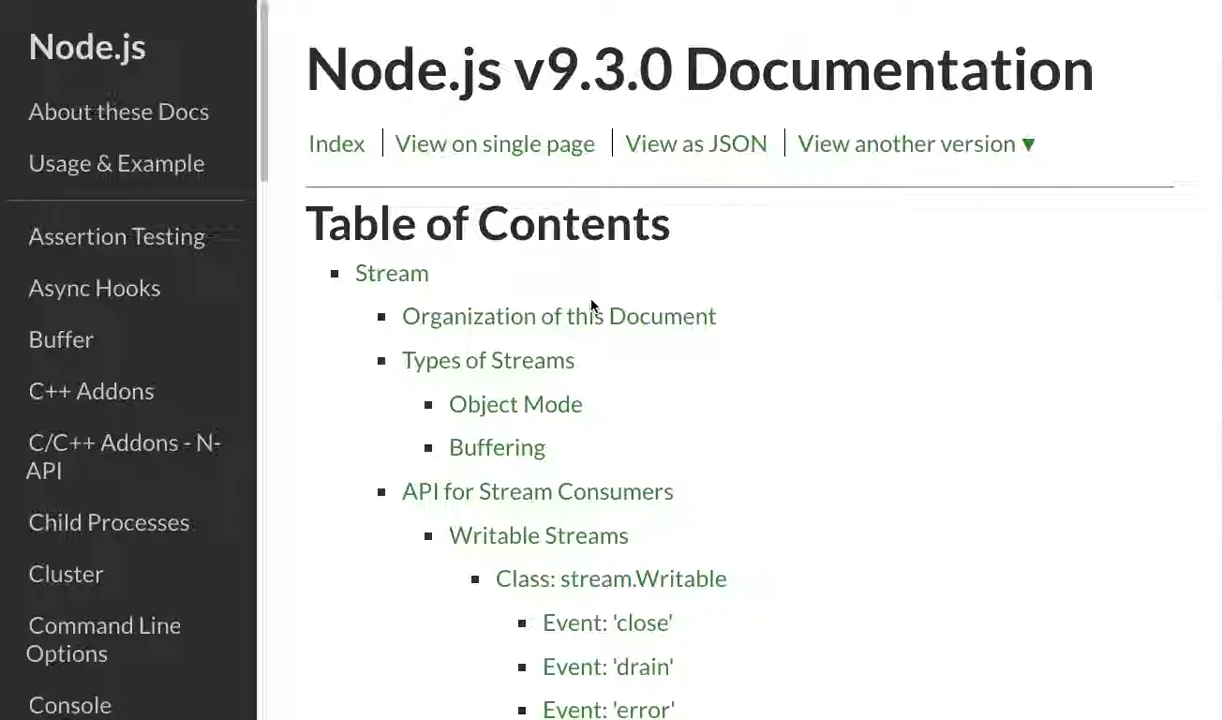 Node.js
About these Docs
Usage & Example
Assertion Testing
Async Hooks
Buffer
C++ Addons
C/C++ Addons - N-
API
Child Processes
Cluster
Command Line
Options
Console
Node.js v9.3.0 Documentation
Index | View on single page | View as JSON | View another version ▼
Table of Contents
Stream
Organization of this Document
Types of Streams
Object Mode
Buffering
API for Stream Consumers
Writable Streams
Class: stream.Writable
Event: 'close'
Event: 'drain'
Event: 'error'